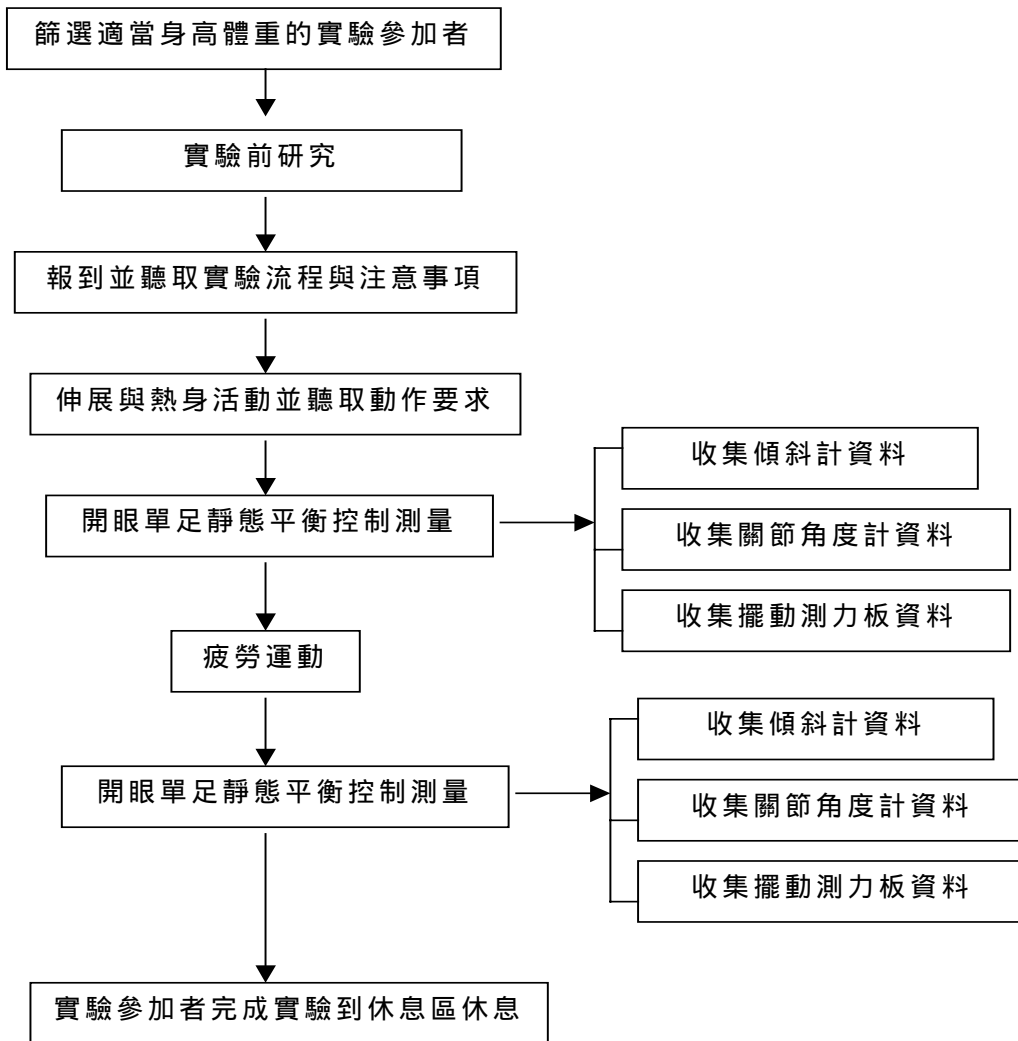 篩選適當身高體重的實驗參加者
實驗前研究
報到並聽取實驗流程與注意事項
伸展與熱身活動並聽取動作要求
開眼單足靜態平衡控制測量
收集傾斜計資料
收集關節角度計資料
收集擺動測力板資料
疲勞運動
開眼單足靜態平衡控制測量
收集傾斜計資料
收集關節角度計資料
收集擺動測力板資料
實驗參加者完成實驗到休息區休息